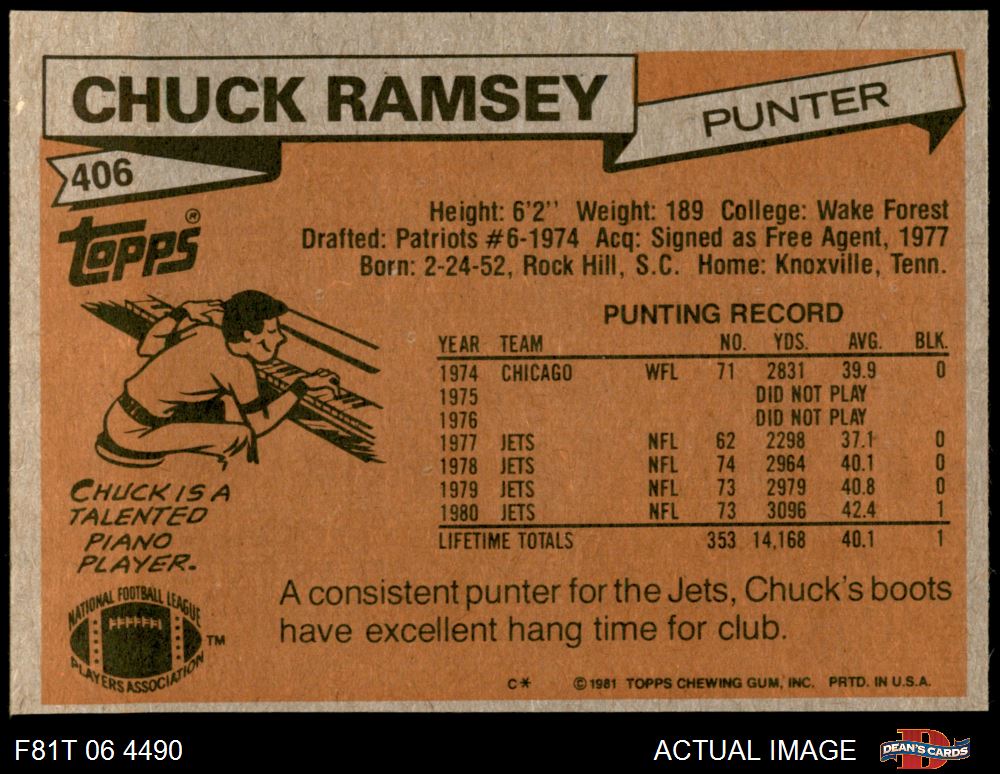 CHUCK RAMSEY
PUNTER
406
TOPPS®
Height: 6'2'' Weight: 189 College: Wake Forest
Drafted: Patriots #6-1974 Acq: Signed as Free Agent, 1977
Born: 2-24-52, Rock Hill, S.C. Home: Knoxville, Tenn.
PUNTING RECORD
YEAR TEAM NO. YDS. AVG. BLK.
1974 CHICAGO WFL 71 2831 39.9 0
1975 DID NOT PLAY
1976 DID NOT PLAY
1977 JETS NFL 62 2298 37.1 0
1978 JETS NFL 74 2964 40.1 0
1979 JETS NFL 73 2979 40.8 0
1980 JETS NFL 73 3096 42.4 1
LIFETIME TOTALS 353 14,168 40.1 1
CHUCK IS A
TALENTED
PIANO
PLAYER.
NATIONAL FOOTBALL LEAGUE
PLAYERS ASSOCIATION
TM
A consistent punter for the Jets, Chuck's boots
have excellent hang time for club.
C* ©1981 TOPPS CHEWING GUM, INC. PRTD. IN U.S.A.
F81T 06 4490
ACTUAL IMAGE
D
DEAN'S CARDS